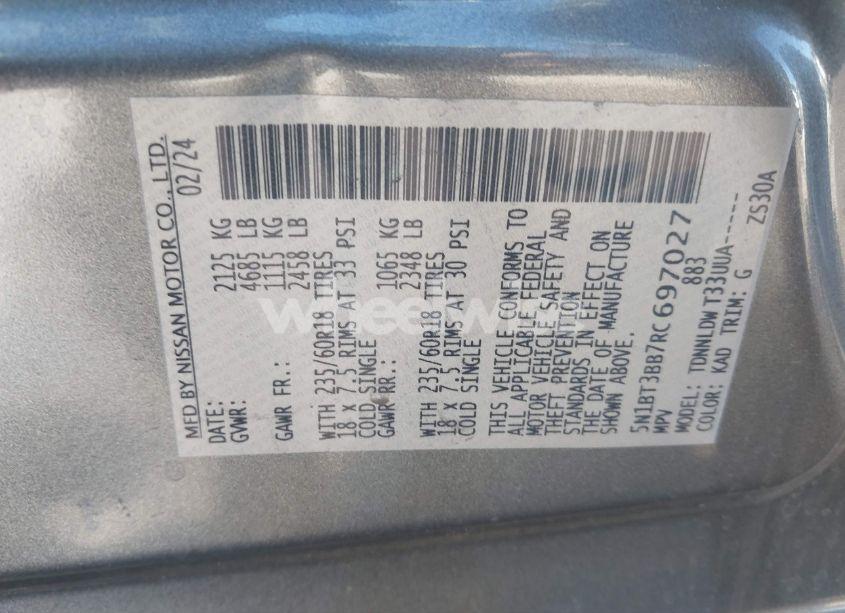 MFD BY NISSAN MOTOR CO., LTD.
DATE: 02/24
GVWR: 2125 KG
4685 LB
GAWR FR.: 1115 KG
2458 LB
WITH 235/60R18 TIRES
18 x 7.5 RIMS AT 33 PSI
COLD SINGLE
GAWR RR.: 1065 KG
2348 LB
WITH 235/60R18 TIRES
18 x 7.5 RIMS AT 30 PSI
COLD SINGLE
THIS VEHICLE CONFORMS TO
ALL APPLICABLE FEDERAL
MOTOR VEHICLE SAFETY AND
THEFT PREVENTION
STANDARDS IN EFFECT ON
THE DATE OF MANUFACTURE
SHOWN ABOVE.
5N1BT3BB7RC697027
MPV 883
MODEL: TDNNLDW T33UUA-----
COLOR: KAD TRIM: G ZS30A